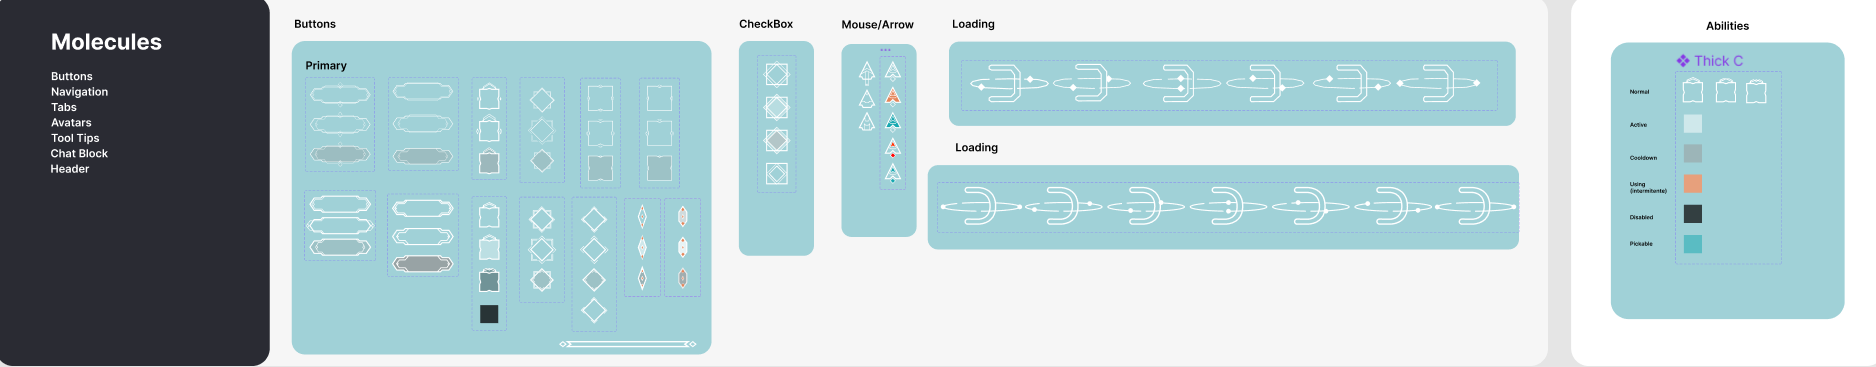 Molecules
Buttons
Navigation
Tabs
Avatars
Tool Tips
Chat Block
Header
Buttons
Primary
CheckBox
Mouse/Arrow
Loading
Loading
Abilities
Thick C
Normal
Active
Cooldown
Using
(intermitente)
Disabled
Pickable